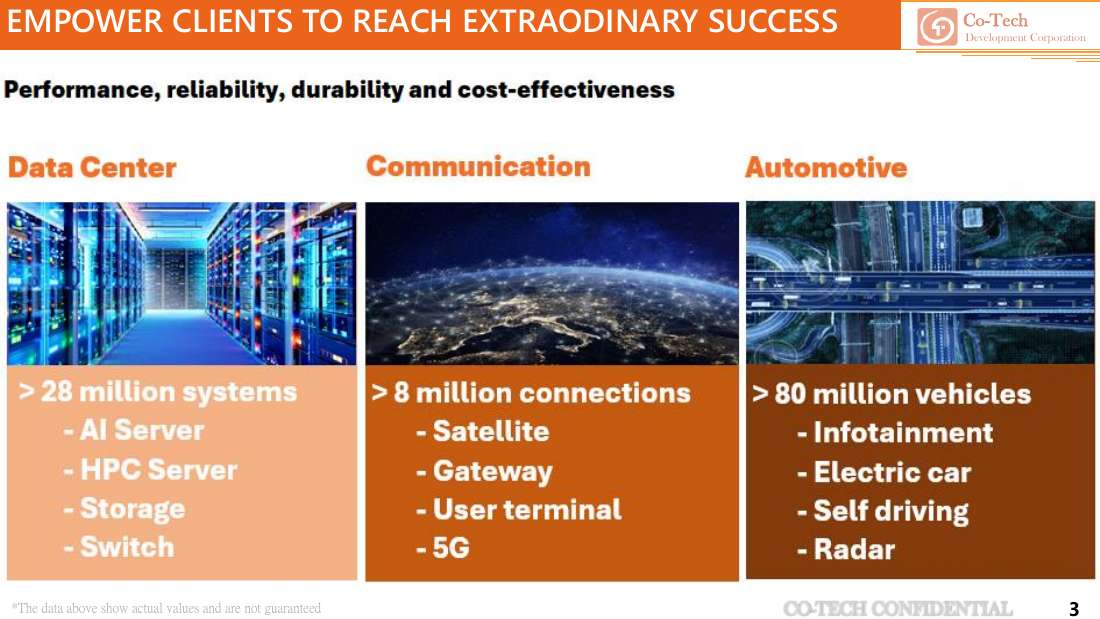 EMPOWER CLIENTS TO REACH EXTRAODINARY SUCCESS
Co-Tech
Development Corporation
Performance, reliability, durability and cost-effectiveness
Data Center
> 28 million systems
- AI Server
- HPC Server
- Storage
- Switch
Communication
> 8 million connections
- Satellite
- Gateway
- User terminal
- 5G
Automotive
> 80 million vehicles
- Infotainment
- Electric car
- Self driving
- Radar
*The data above show actual values and are not guaranteed
CO-TECH CONFIDENTIAL
3